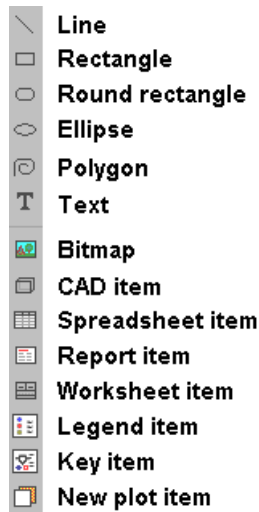 Line
Rectangle
Round rectangle
Ellipse
Polygon
T Text
Bitmap
CAD item
Spreadsheet item
Report item
Worksheet item
Legend item
Key item
New plot item